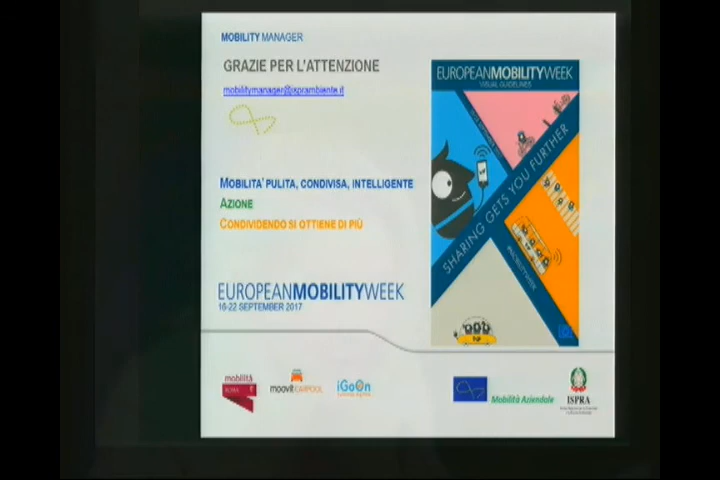 MOBILITY MANAGER
GRAZIE PER L'ATTENZIONE
mobilitymanager@isprambiente.it
MOBILITA' PULITA, CONDIVISA, INTELLIGENTE
AZIONE
CONDIVIDENDO SI OTTIENE DI PIÙ
EUROPEANMOBILITYWEEK
16-22 SEPTEMBER 2017
EUROPEANMOBILITYWEEK
VISUAL GUIDELINES
SHARING GETS YOU FURTHER
#MOBILITYWEEK
mobilità
ROMA
moovit CARPOOL
iGoOn
Mobilità Aziendale
ISPRA